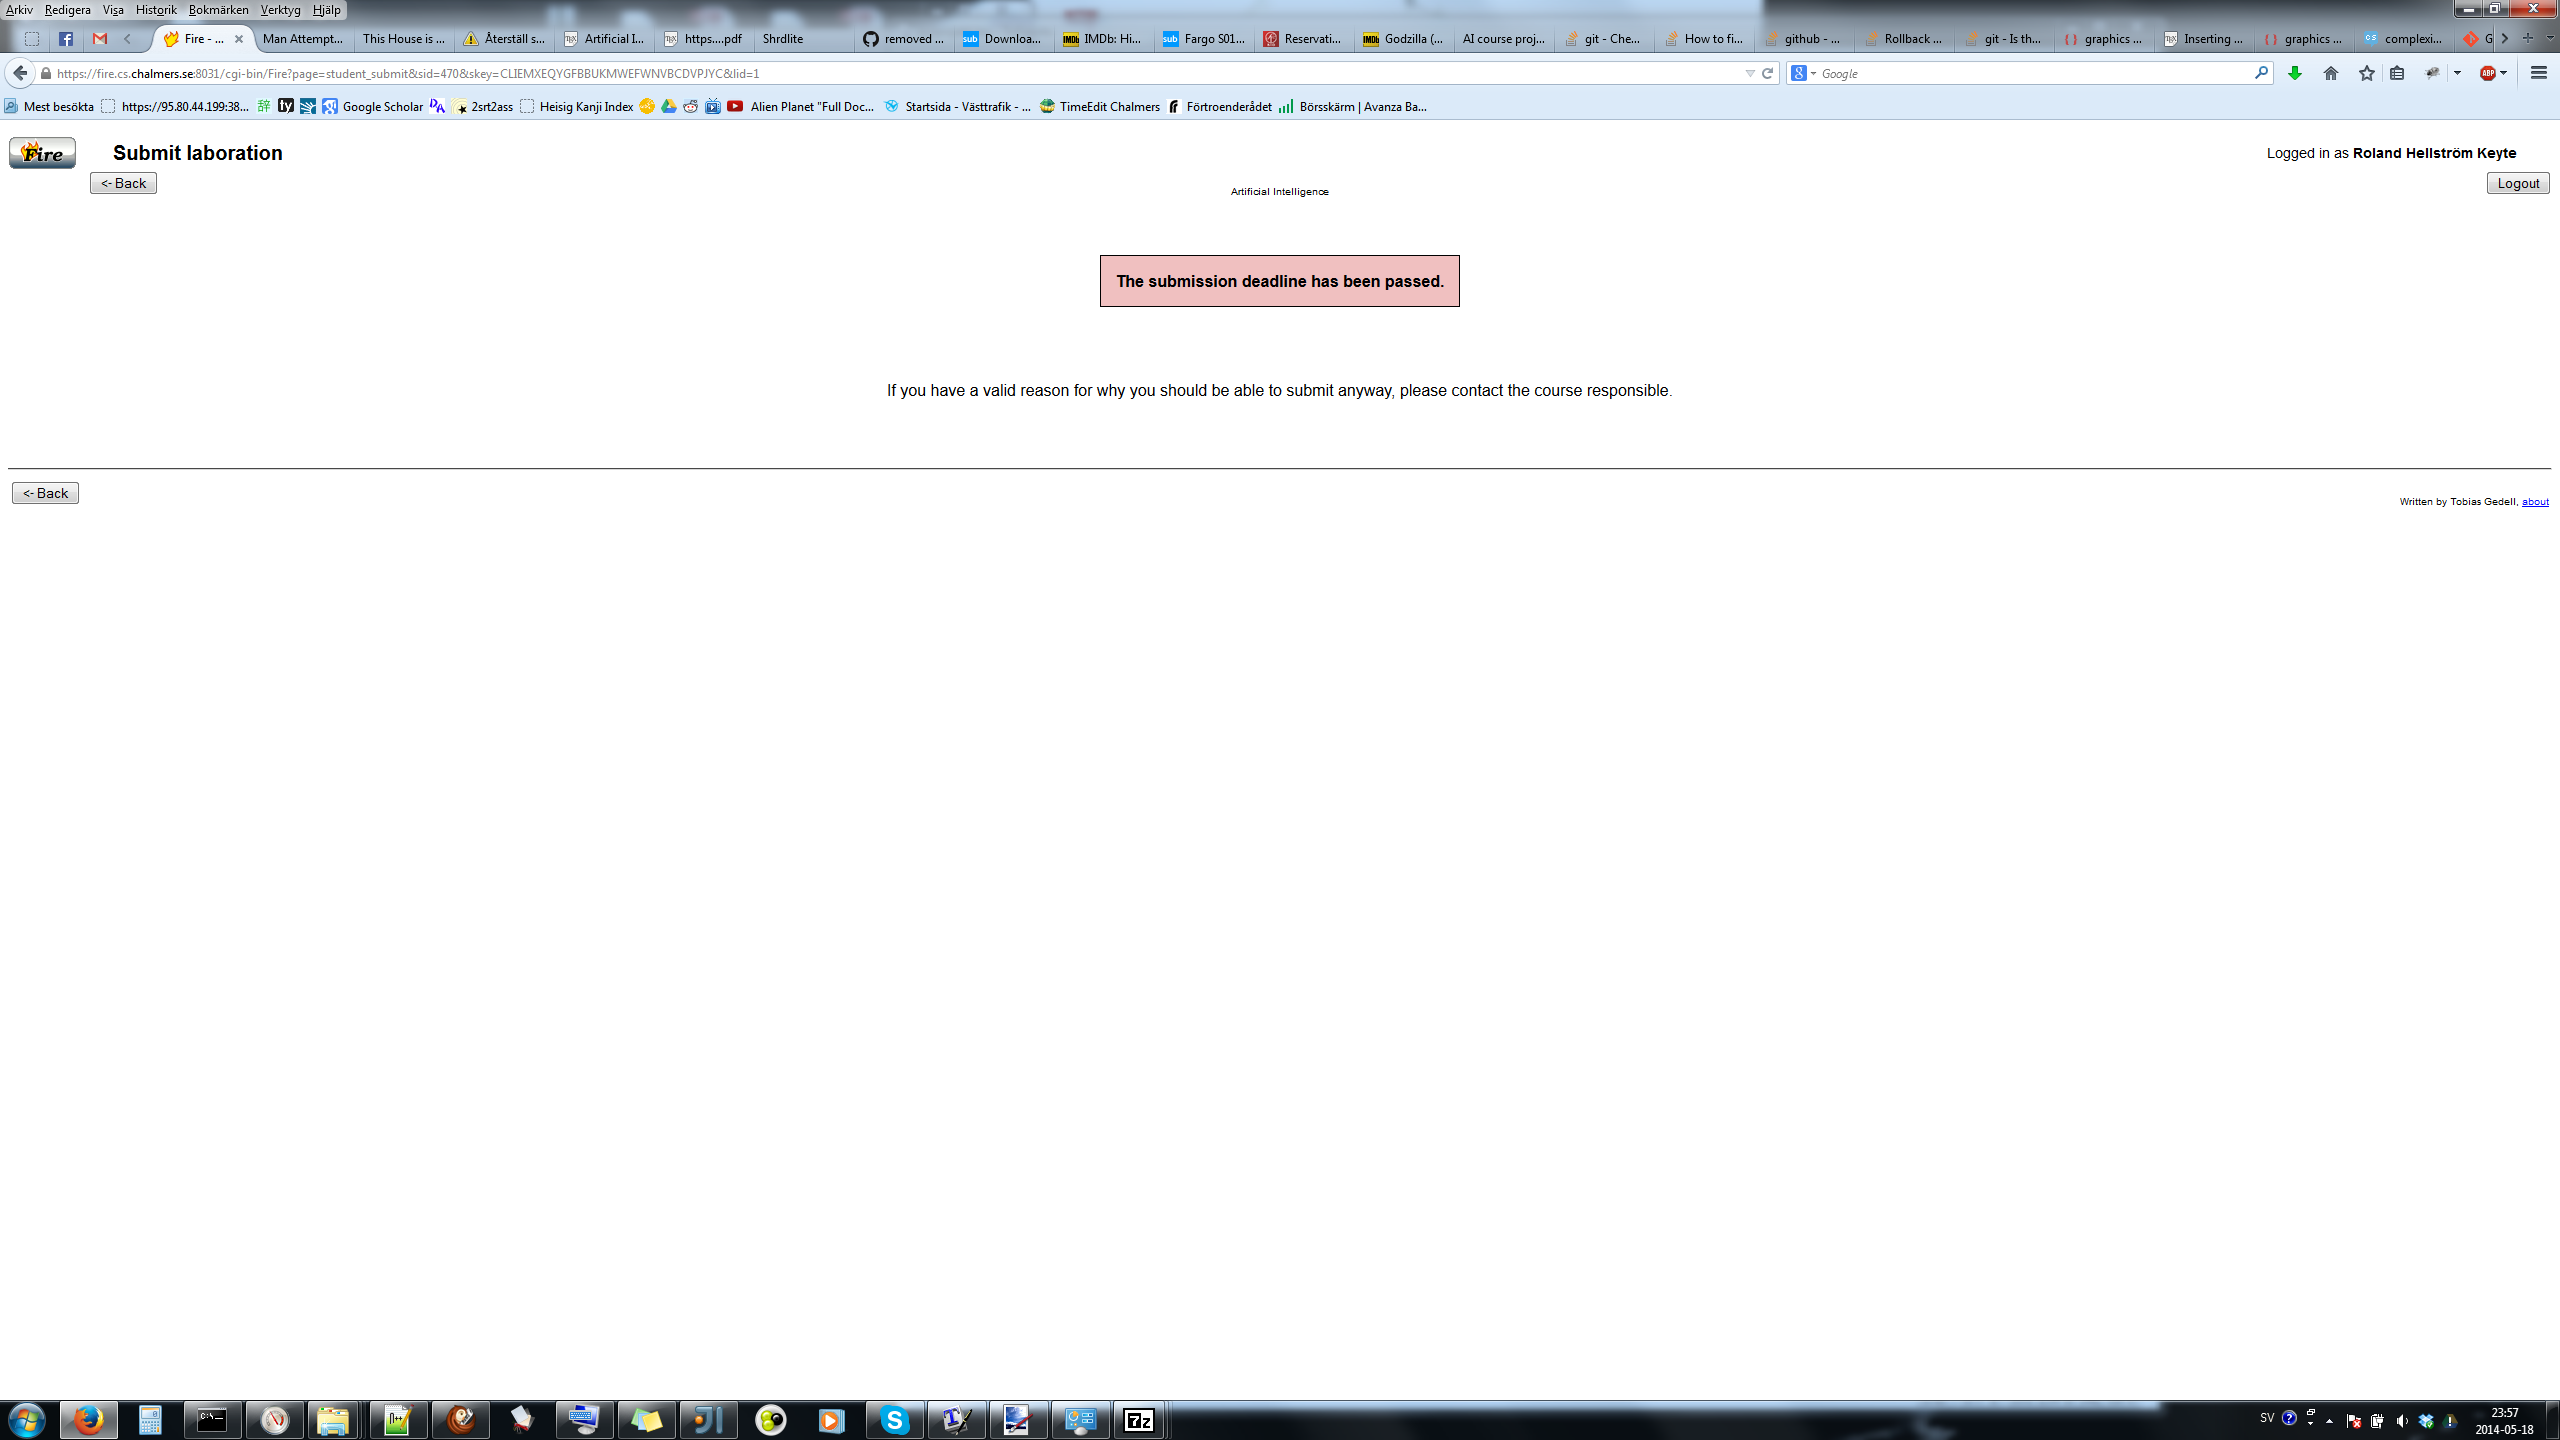 Arkiv Redigera Visa Historik Bokmärken Verktyg Hjälp
Fire - ... Man Attempt... This House is ... Återställ s... Artificial I... https....pdf Shrdlite removed ... Downloa... IMDb: Hi... Fargo S01... Reservati... Godzilla (... AI course proj... git - Che... How to fi... github - ... Rollback ... git - Is th... graphics ... Inserting ... graphics ... complexi... G
https://fire.cs.chalmers.se:8031/cgi-bin/Fire?page=student_submit&sid=470&skey=CLIEMXEQYGFBBUKMWEFWNVBCDVPJYC&lid=1 Google
Mest besökta https://95.80.44.199:38... Google Scholar 2srt2ass Heisig Kanji Index Alien Planet "Full Doc... Startsida - Västtrafik - ... TimeEdit Chalmers Förtroenderådet Börsskärm | Avanza Ba...
Fire Submit laboration Logged in as Roland Hellström Keyte
<- Back Logout
Artificial Intelligence
The submission deadline has been passed.
If you have a valid reason for why you should be able to submit anyway, please contact the course responsible.
<- Back
Written by Tobias Gedell, about
SV 23:57
2014-05-18